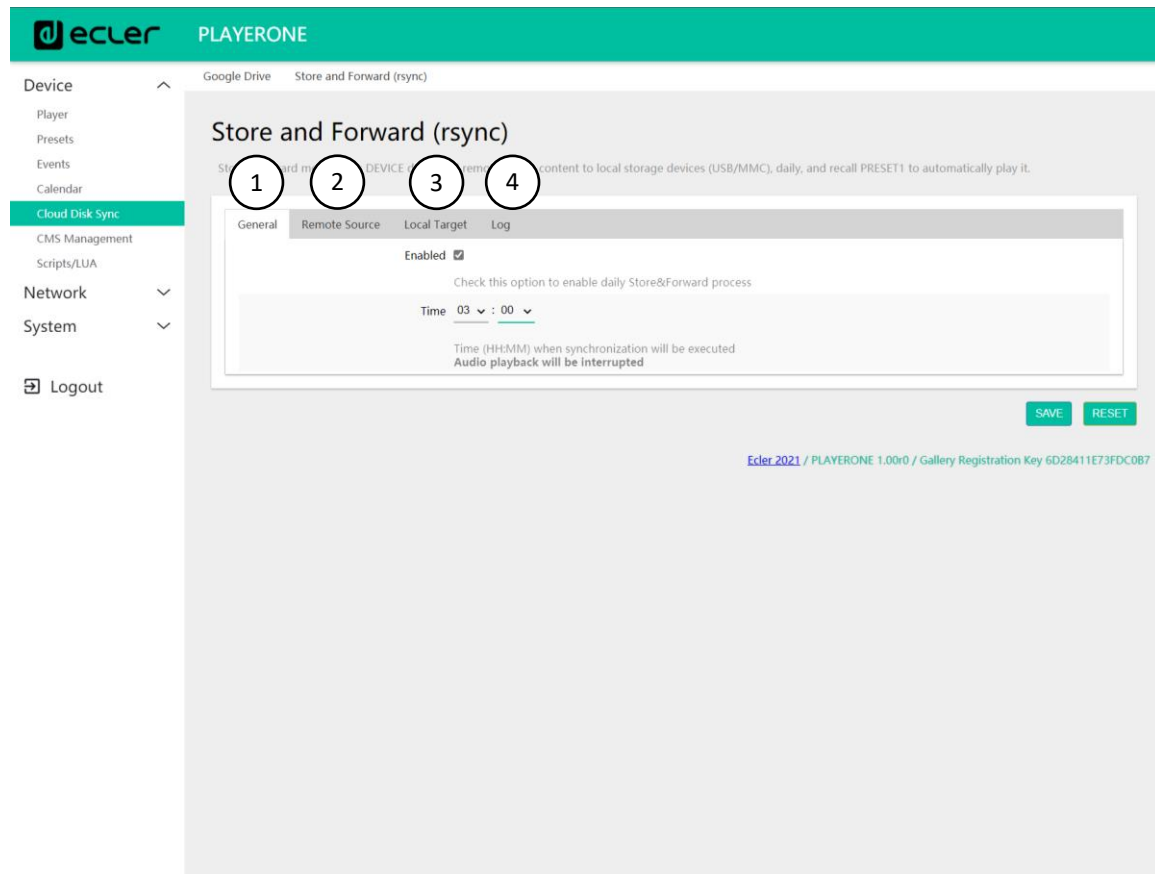 ecler
PLAYERONE
Device
Player
Presets
Events
Calendar
Cloud Disk Sync
CMS Management
Scripts/LUA
Network
System
Logout
Google Drive Store and Forward (rsync)
Store and Forward (rsync)
DEVICE content to local storage devices (USB/MMC), daily, and recall PRESET1 to automatically play it.
1 2 3 4
General Remote Source Local Target Log
Enabled
Check this option to enable daily Store&Forward process
Time 03 : 00
Time (HH:MM) when synchronization will be executed
Audio playback will be interrupted
SAVE RESET
Ecler 2021 / PLAYERONE 1.00r0 / Gallery Registration Key 6D28411E73FDC0B7